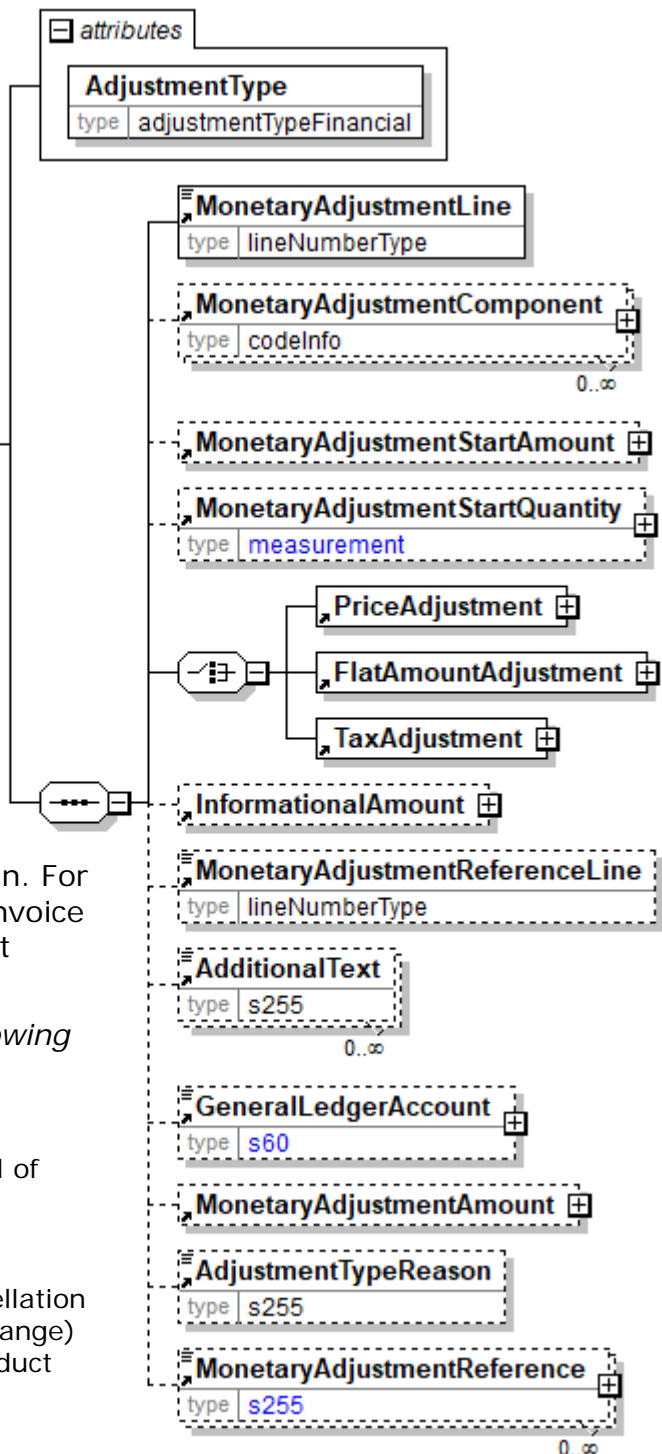 attributes
AdjustmentType
type adjustmentTypeFinancial
MonetaryAdjustmentLine
type lineNumberType
MonetaryAdjustmentComponent
type codeInfo
0..∞
MonetaryAdjustmentStartAmount
MonetaryAdjustmentStartQuantity
type measurement
PriceAdjustment
FlatAmountAdjustment
TaxAdjustment
InformationalAmount
MonetaryAdjustmentReferenceLine
type lineNumberType
AdditionalText
type s255
0..∞
GeneralLedgerAccount
type s60
MonetaryAdjustmentAmount
AdjustmentTypeReason
type s255
MonetaryAdjustmentReference
type s255
0..∞
n. For
nvoice
t
owing
l of
ellation
ange)
duct